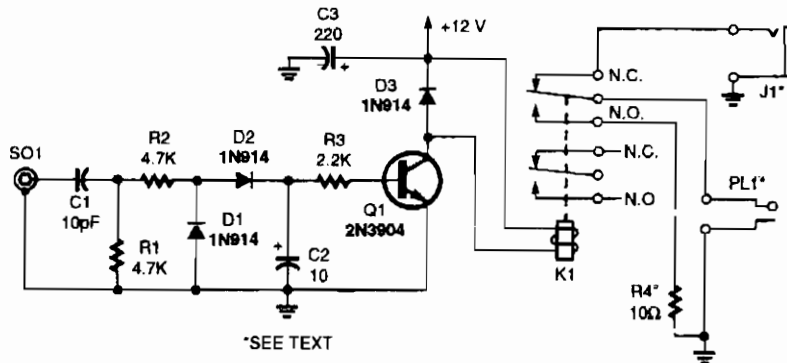 C3
220
+
+12 V
D3
1N914
N.C.
J1*
N.O.
SO1
R2
4.7K
D2
1N914
R3
2.2K
N.C.
PL1*
N.O
C1
10pF
Q1
2N3904
D1
1N914
+
C2
10
R1
4.7K
K1
R4*
10Ω
*SEE TEXT